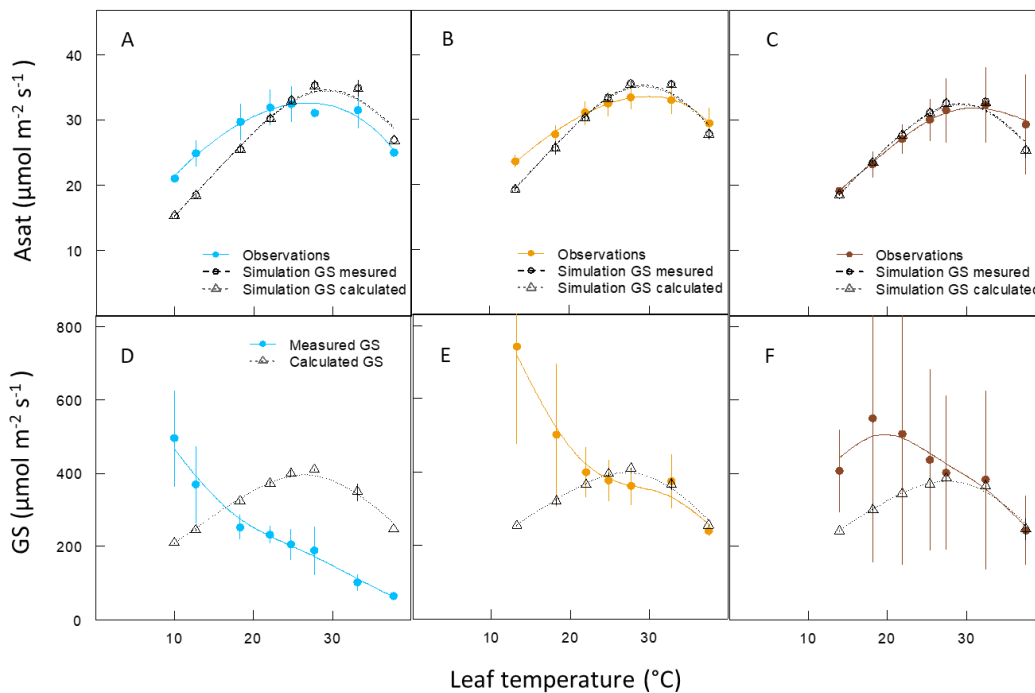 A
B
C
40
30
20
10
Asat (µmol m⁻² s⁻¹)
Observations
Simulation GS mesured
Simulation GS calculated
Observations
Simulation GS mesured
Simulation GS calculated
Observations
Simulation GS mesured
Simulation GS calculated
D
E
F
Measured GS
Calculated GS
800
600
400
200
0
GS (µmol m⁻² s⁻¹)
10 20 30 10 20 30 10 20 30
Leaf temperature (°C)